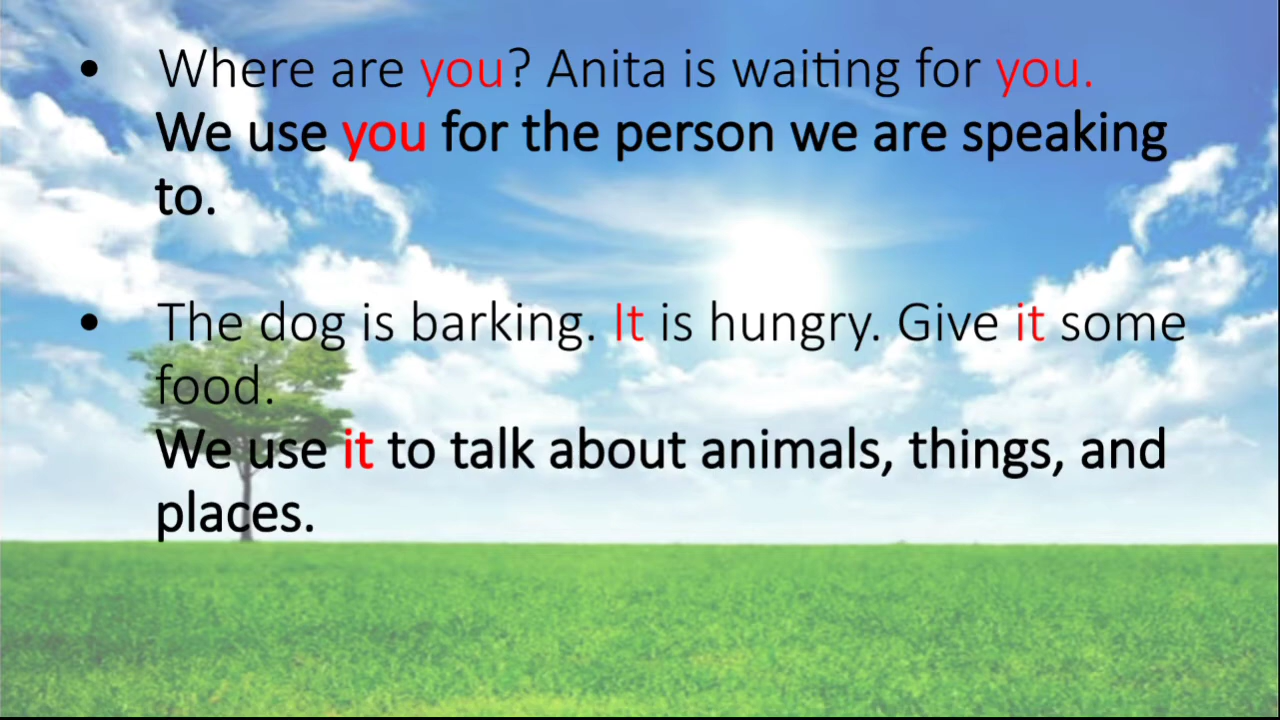 • Where are you? Anita is waiting for you.
We use you for the person we are speaking
to.
• The dog is barking. It is hungry. Give it some
food.
We use it to talk about animals, things, and
places.